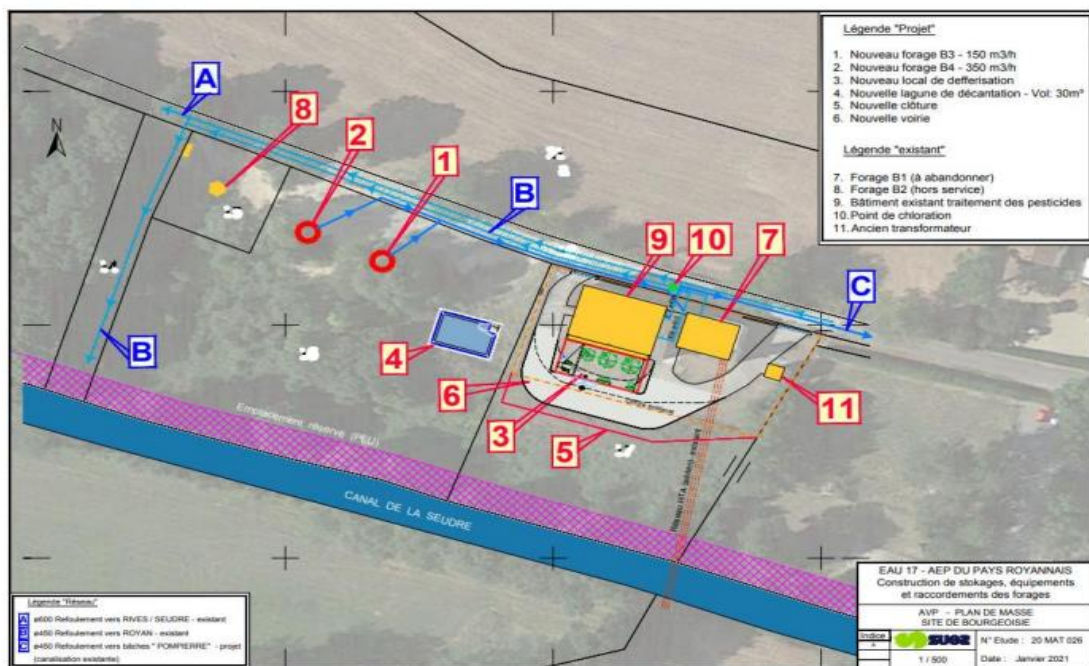 Légende "Projet"
1. Nouveau forage B3 - 150 m3/h
2. Nouveau forage B4 - 350 m3/h
3. Nouveau local de defferisation
4. Nouvelle lagune de décantation - Vol: 30m³
5. Nouvelle clôture
6. Nouvelle voirie
Légende "existant"
7. Forage B1 (à abandonner)
8. Forage B2 (hors service)
9. Bâtiment existant traitement des pesticides
10. Point de chloration
11. Ancien transformateur
A
8
2
1
B
9
10
7
C
N
4
B
6
3
5
11
Emplacement réservé (PEU)
CANAL DE LA SEUDRE
Réseau HTA aérien existant
Légende "Réseau"
A ø600 Refoulement vers RIVES / SEUDRE - existant
B ø450 Refoulement vers ROYAN - existant
C ø450 Refoulement vers bâches " POMPIERRE" - projet
(canalisation existante)
EAU 17 - AEP DU PAYS ROYANNAIS
Construction de stokages, équipements
et raccordements des forages
AVP - PLAN DE MASSE
SITE DE BOURGEOISIE
Indice
A
suez
N° Etude : 20 MAT 026
1 / 500
Date : Janvier 2021